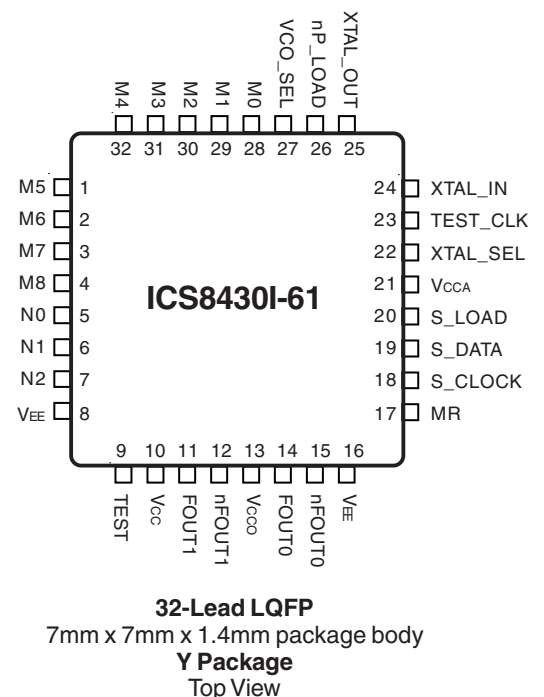 M4 M3 M2 M1 M0 VCO_SEL nP_LOAD XTAL_OUT
32 31 30 29 28 27 26 25
M5 1
M6 2
M7 3
M8 4
N0 5
N1 6
N2 7
VEE 8
ICS8430I-61
24 XTAL_IN
23 TEST_CLK
22 XTAL_SEL
21 VCCA
20 S_LOAD
19 S_DATA
18 S_CLOCK
17 MR
9 10 11 12 13 14 15 16
TEST VCC FOUT1 nFOUT1 VCCO FOUT0 nFOUT0 VEE
32-Lead LQFP
7mm x 7mm x 1.4mm package body
Y Package
Top View